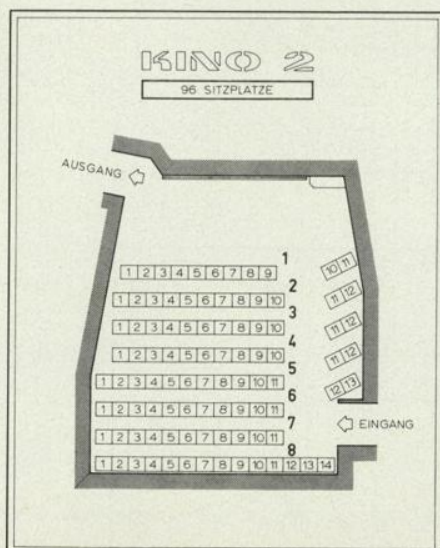 KINO 2
96 SITZPLATZE
AUSGANG
1
1 2 3 4 5 6 7 8 9
10 11
2
1 2 3 4 5 6 7 8 9 10
11 12
3
1 2 3 4 5 6 7 8 9 10
11 12
4
1 2 3 4 5 6 7 8 9 10
11 12
5
1 2 3 4 5 6 7 8 9 10 11
12 13
6
1 2 3 4 5 6 7 8 9 10 11
EINGANG
7
1 2 3 4 5 6 7 8 9 10 11
8
1 2 3 4 5 6 7 8 9 10 11 12 13 14